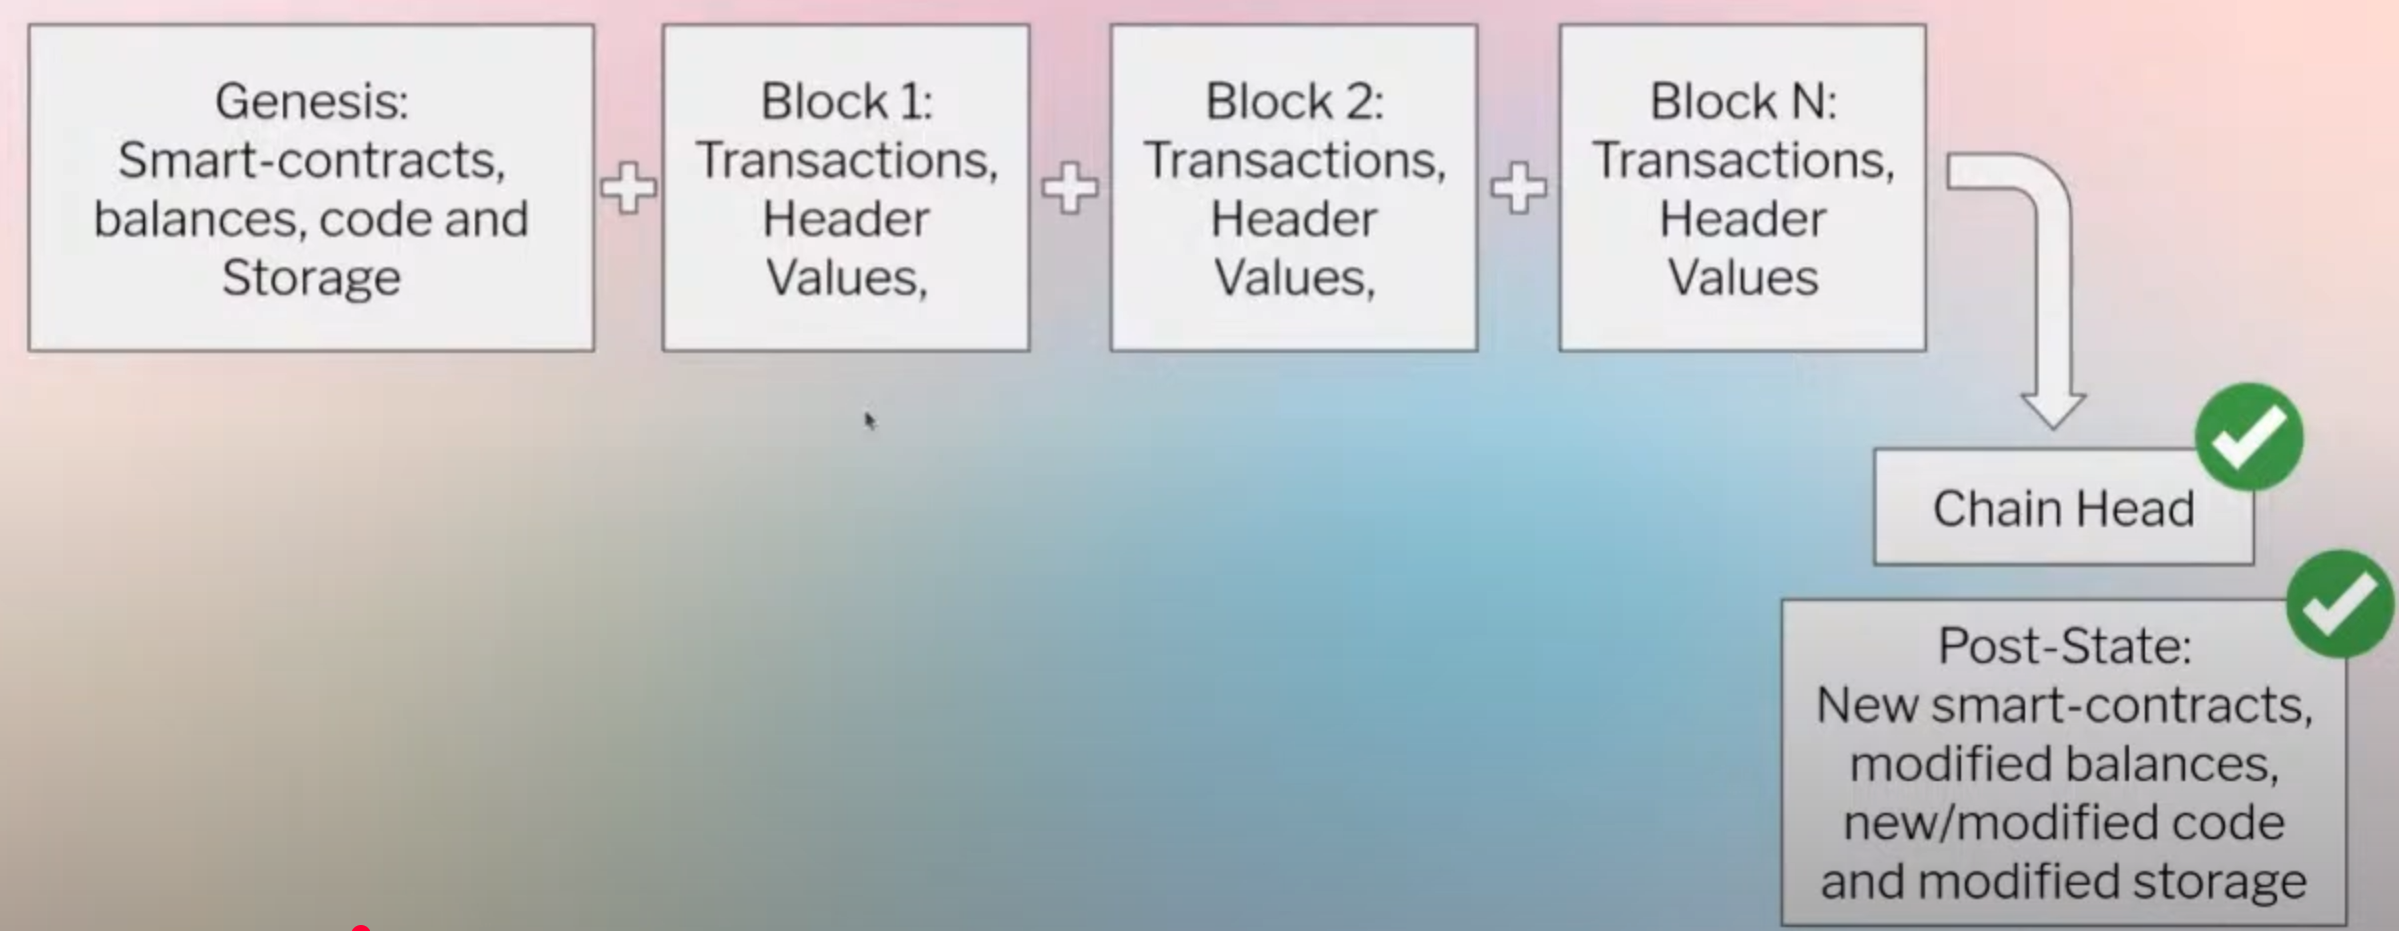 Genesis:
Smart-contracts,
balances, code and
Storage
Block 1:
Transactions,
Header
Values,
Block 2:
Transactions,
Header
Values,
Block N:
Transactions,
Header
Values
Chain Head
Post-State:
New smart-contracts,
modified balances,
new/modified code
and modified storage